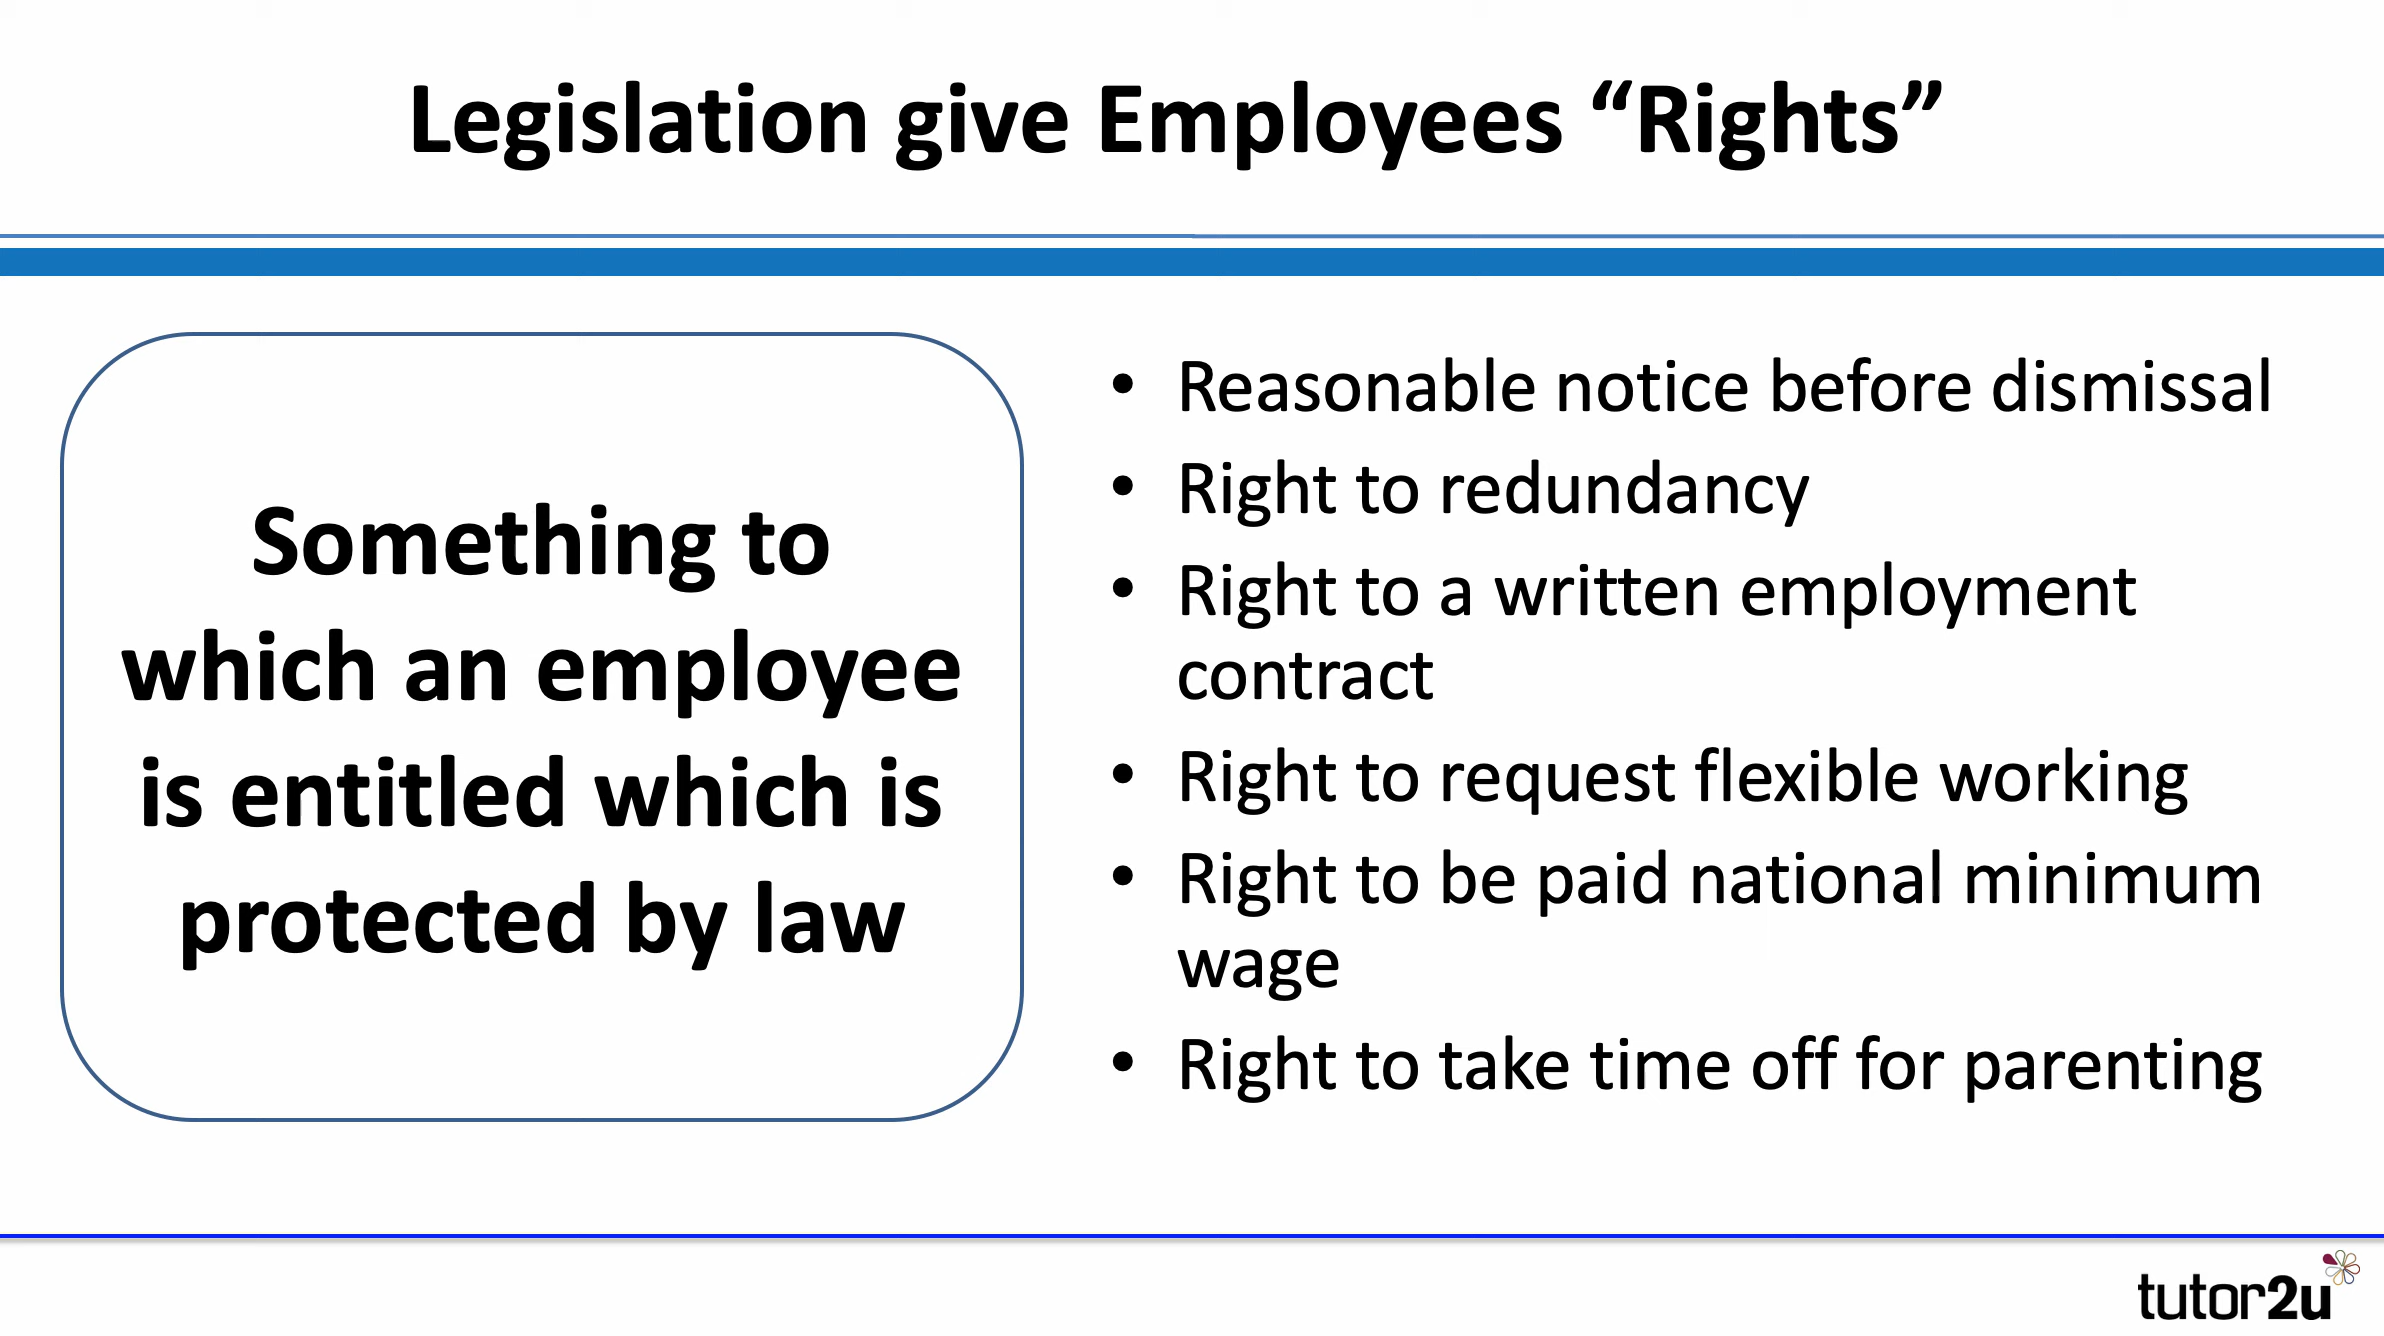 Legislation give Employees “Rights”
Something to
which an employee
is entitled which is
protected by law
• Reasonable notice before dismissal
• Right to redundancy
• Right to a written employment
contract
• Right to request flexible working
• Right to be paid national minimum
wage
• Right to take time off for parenting
tutor2u